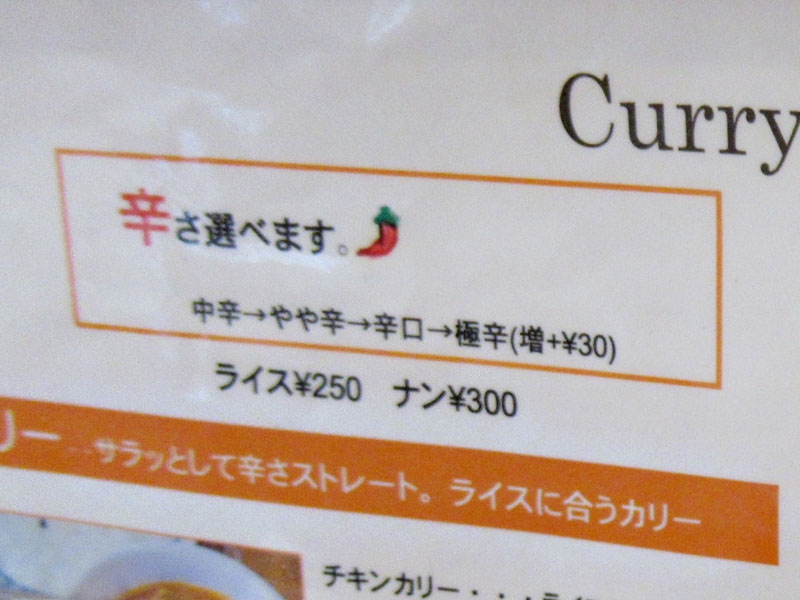 Curry
辛さ選べます。
中辛→やや辛→辛口→極辛(増+¥30)
ライス¥250 ナン¥300
リー...サラッとして辛さストレート。ライスに合うカリー
チキンカリー・・・ライ